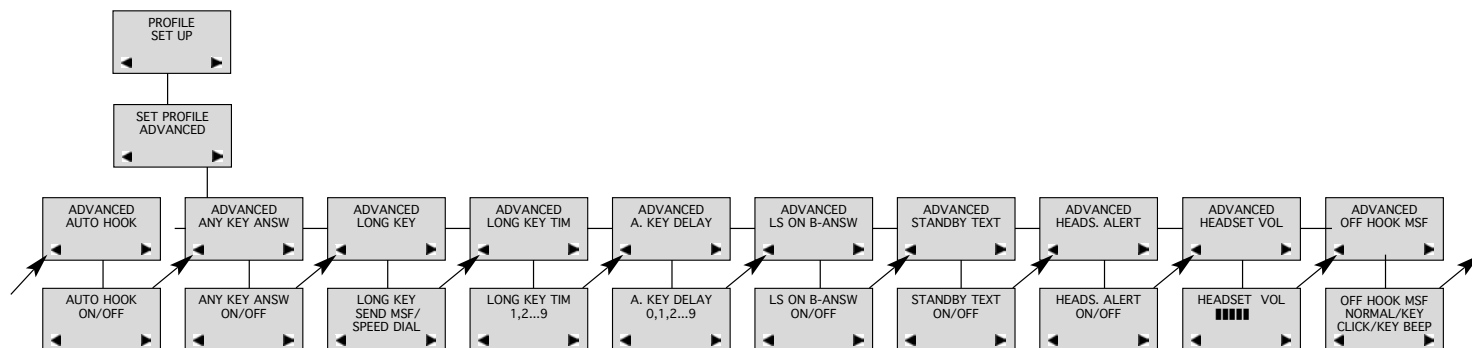 PROFILE
SET UP
SET PROFILE
ADVANCED
ADVANCED
AUTO HOOK
ADVANCED
ANY KEY ANSW
ADVANCED
LONG KEY
ADVANCED
LONG KEY TIM
ADVANCED
A. KEY DELAY
ADVANCED
LS ON B-ANSW
ADVANCED
STANDBY TEXT
ADVANCED
HEADS. ALERT
ADVANCED
HEADSET VOL
ADVANCED
OFF HOOK MSF
AUTO HOOK
ON/OFF
ANY KEY ANSW
ON/OFF
LONG KEY
SEND MSF/
SPEED DIAL
LONG KEY TIM
1,2...9
A. KEY DELAY
0,1,2...9
LS ON B-ANSW
ON/OFF
STANDBY TEXT
ON/OFF
HEADS. ALERT
ON/OFF
HEADSET VOL
OFF HOOK MSF
NORMAL/KEY
CLICK/KEY BEEP